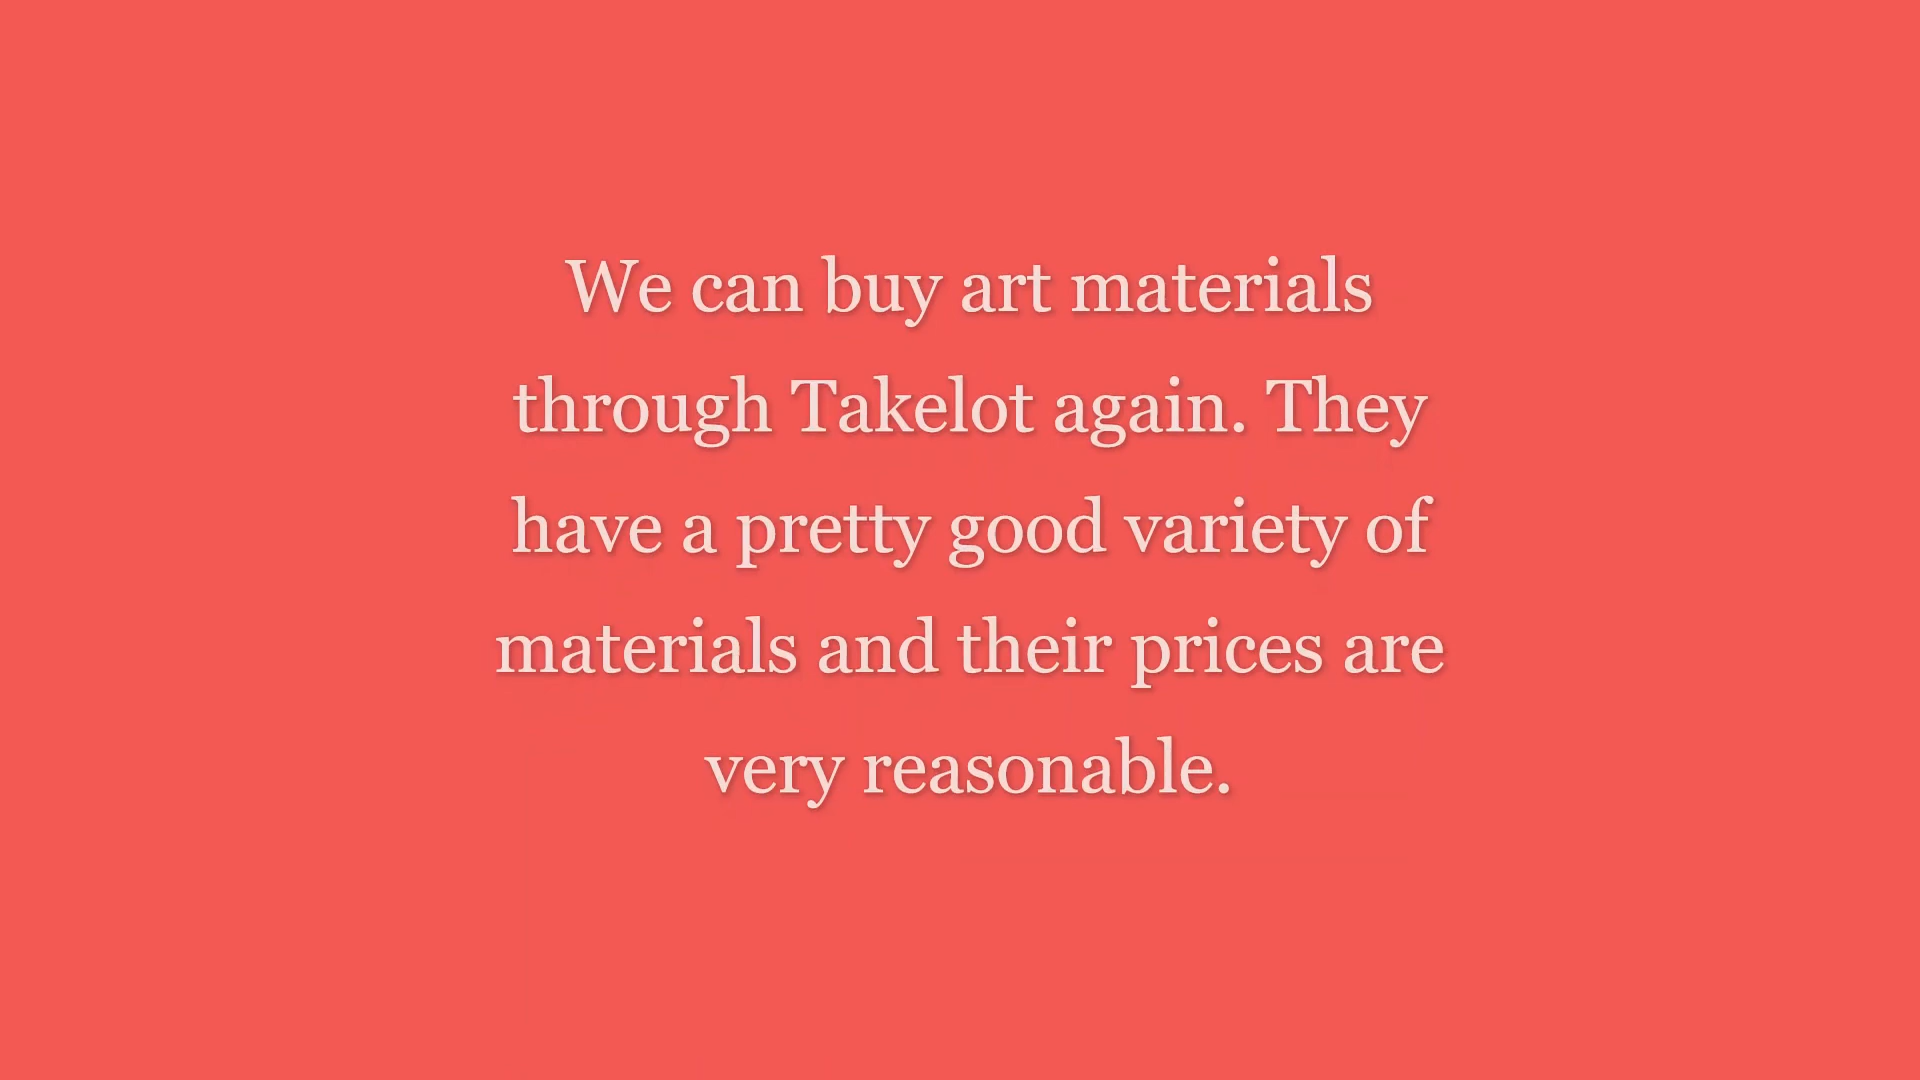 We can buy art materials
through Takelot again. They
have a pretty good variety of
materials and their prices are
very reasonable.